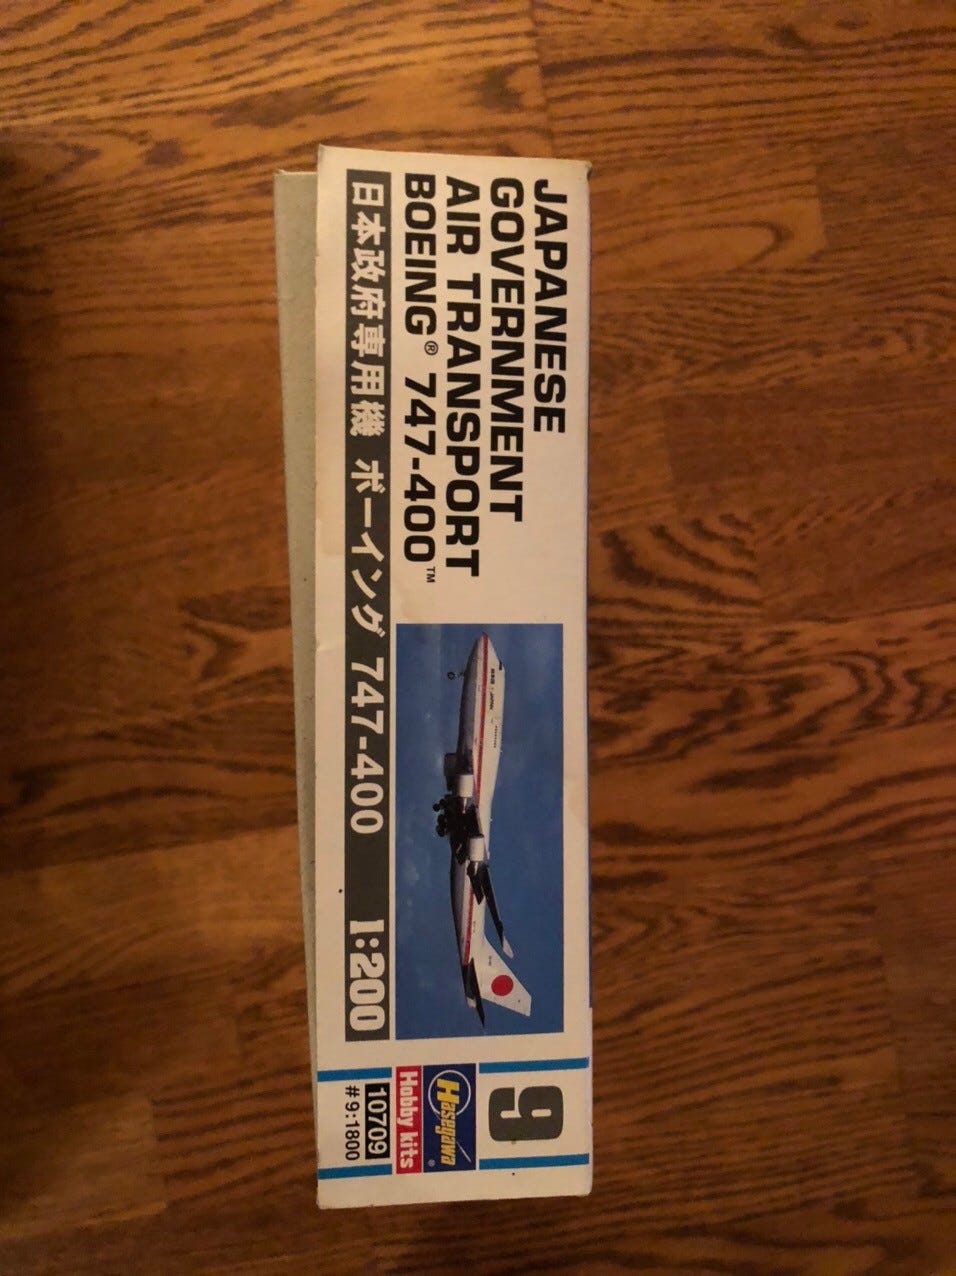 JAPANESE
GOVERNMENT
AIR TRANSPORT
BOEING® 747-400™
日本政府専用機 ボーイング 747-400 1:200
9
Hasegawa®
Hobby kits
10709
#9:1800